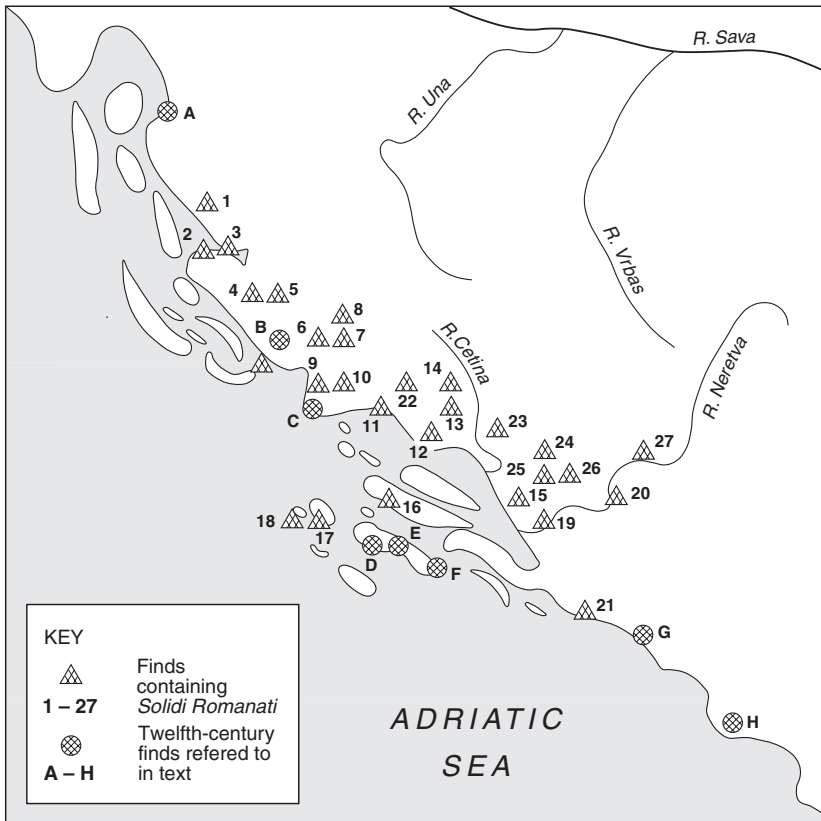 R. Sava
R. Una
A
1
2
3
R. Vrbas
4
5
8
B
6
7
R.Cetina
R. Neretva
9
10
22
14
C
11
13
23
12
24
27
25
26
16
15
20
18
17
19
E
D
F
21
G
KEY
Finds
containing
1 – 27 Solidi Romanati
Twelfth-century
finds refered to
A – H in text
ADRIATIC
SEA
H